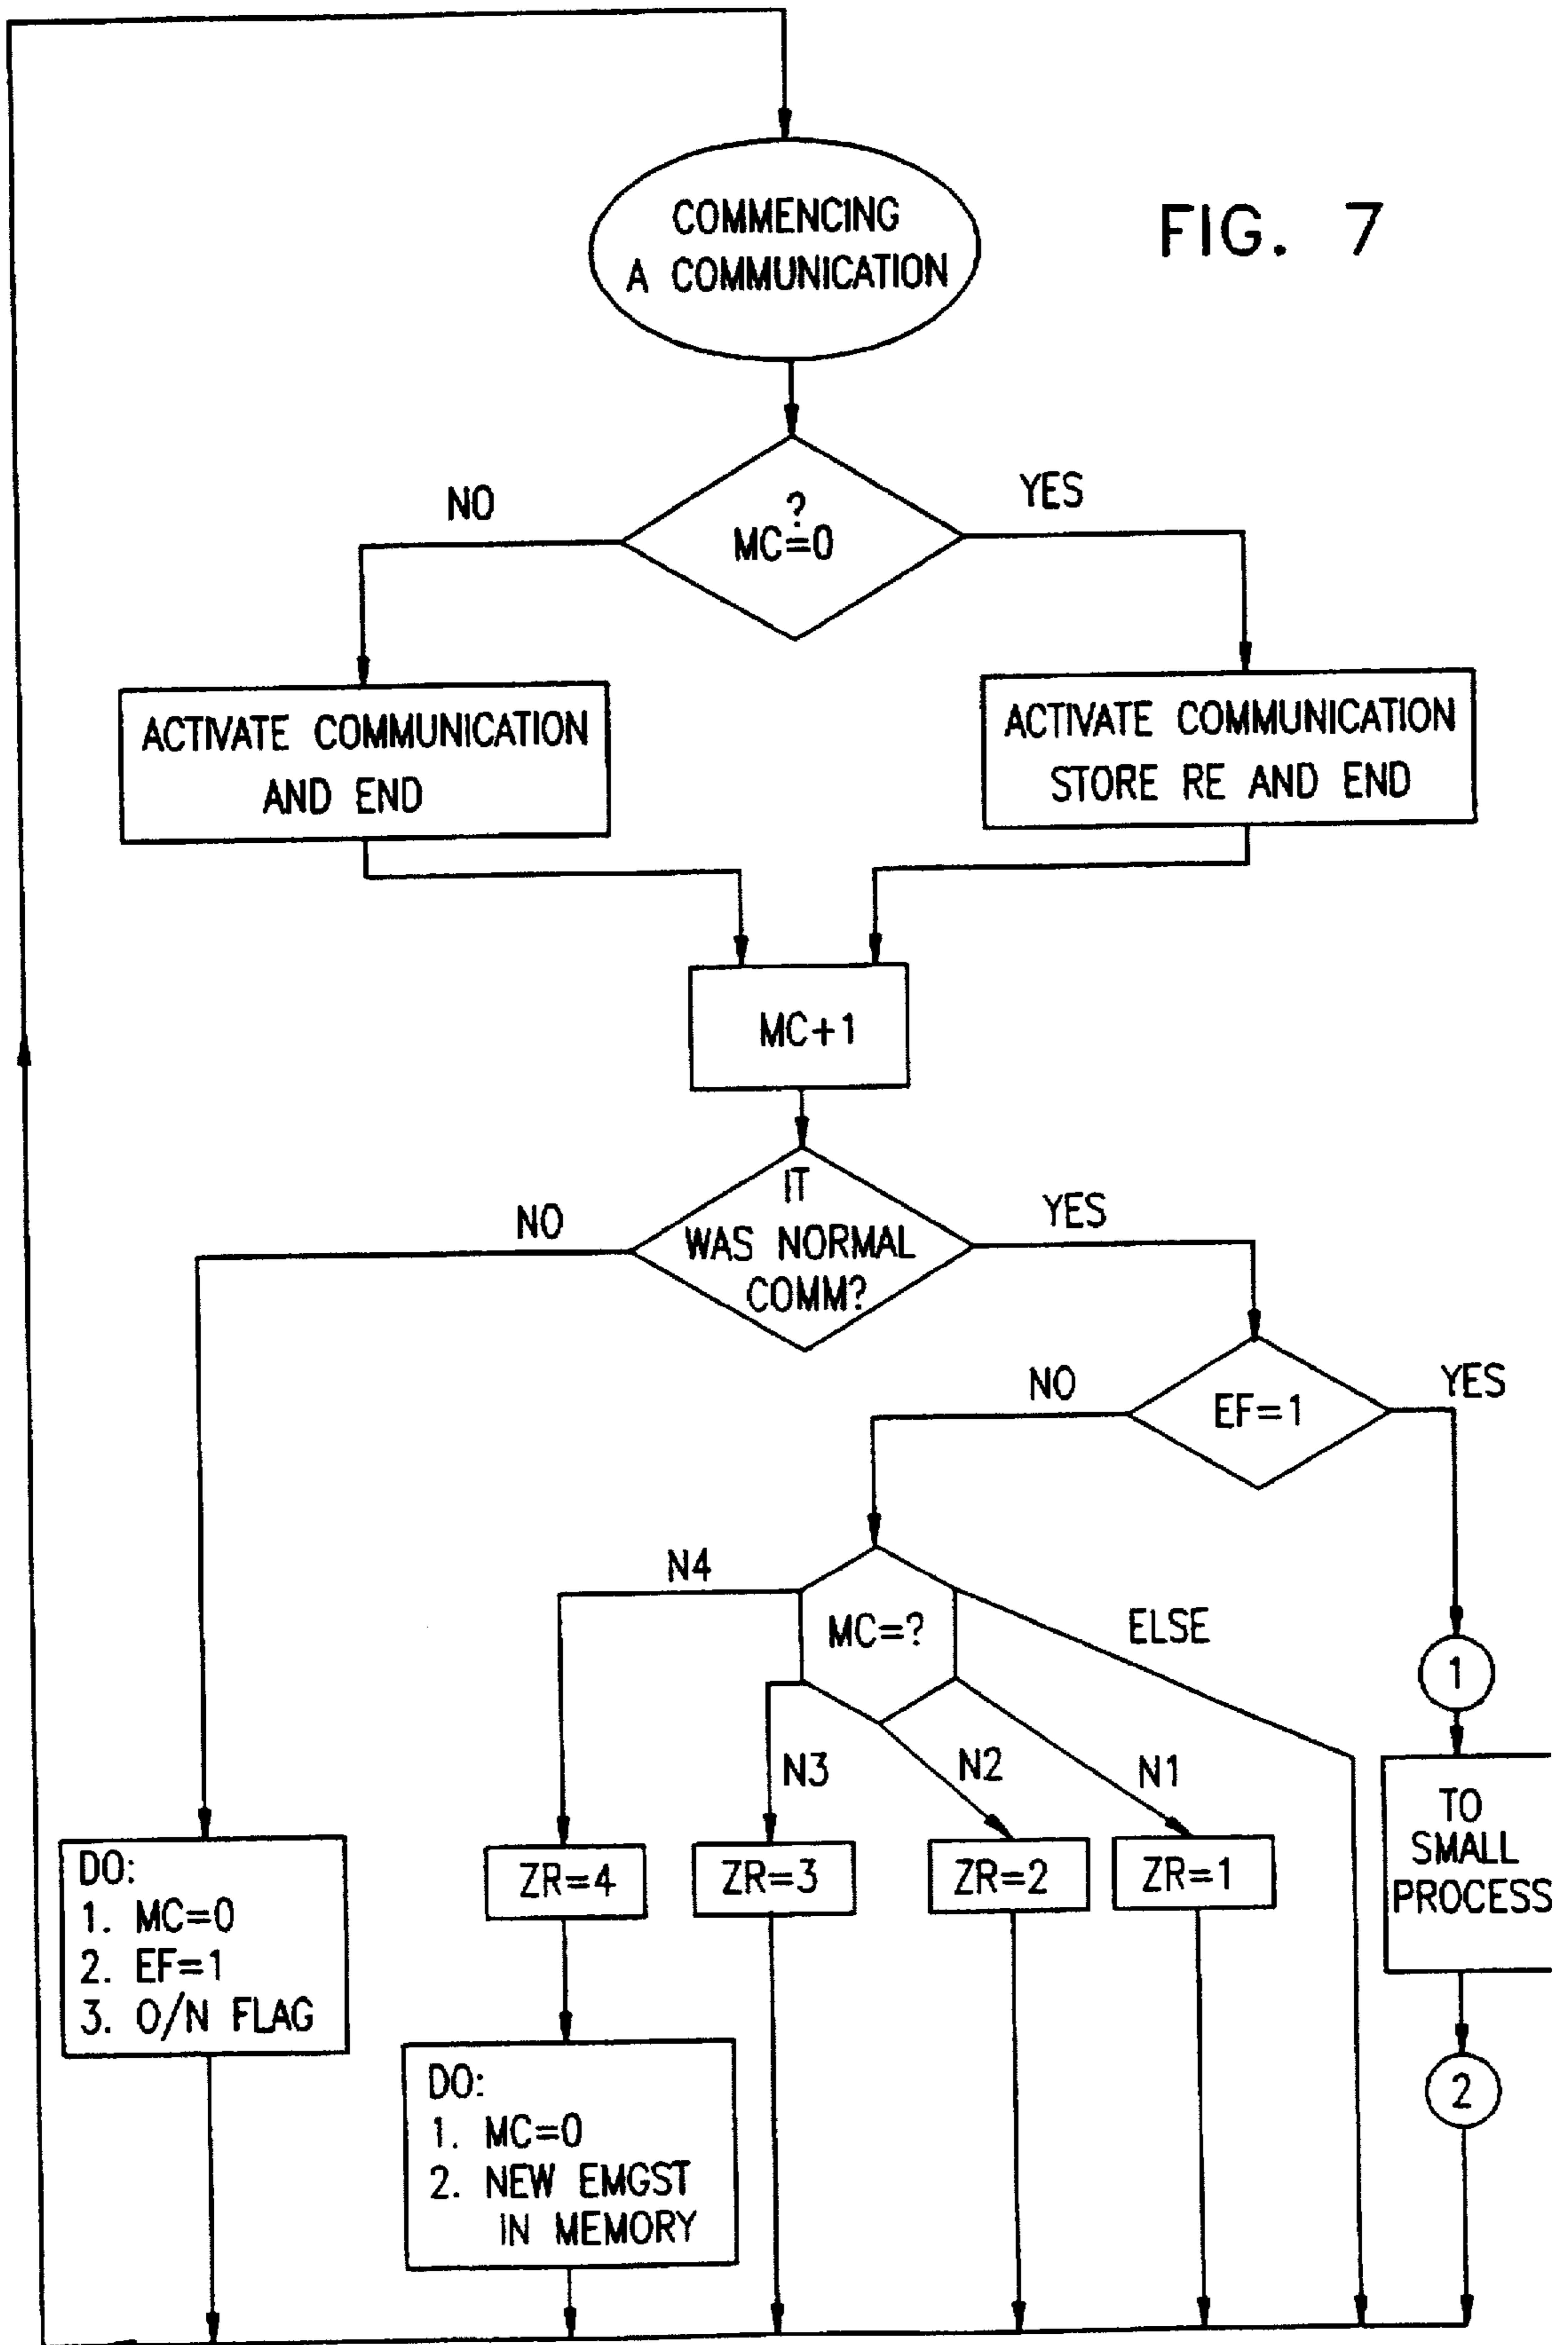 COMMENCING
A COMMUNICATION
FIG. 7
NO
?
MC=0
YES
ACTIVATE COMMUNICATION
AND END
ACTIVATE COMMUNICATION
STORE RE AND END
MC+1
NO
IT
WAS NORMAL
COMM?
YES
NO
EF=1
YES
N4
MC=?
ELSE
1
N3
N2
N1
TO
SMALL
PROCESS
DO:
1. MC=0
2. EF=1
3. O/N FLAG
ZR=4
ZR=3
ZR=2
ZR=1
DO:
1. MC=0
2. NEW EMGST
IN MEMORY
2